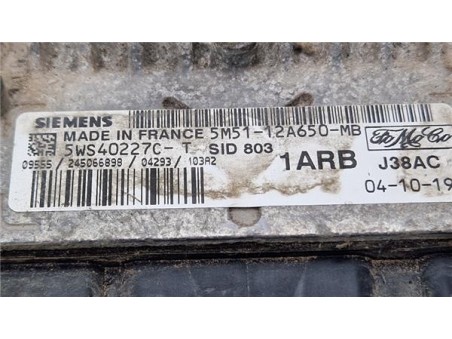 SIEMENS
MADE IN FRANCE 5M51-12A650-MB
5WS40227C-T SID 803
09555 / 245066898 / 04293 / 103A2
1ARB
FoMoCo
J38AC
04-10-19